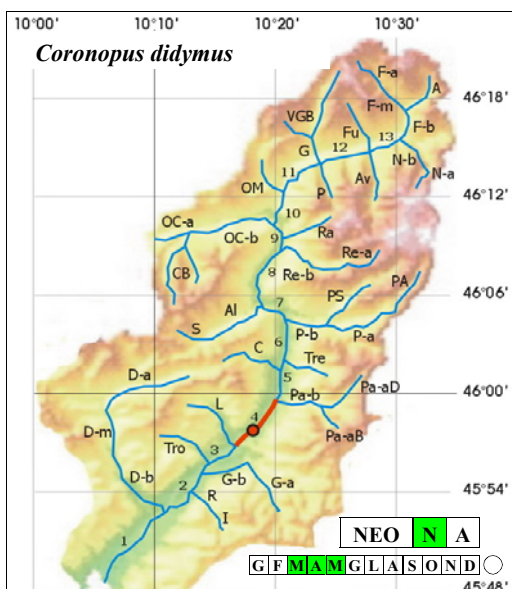 10°00' 10°10' 10°20' 10°30'
Coronopus didymus
F-a
A
46°18'
F-m
VGB
F-b
Fu
13
G
12
N-b
11
N-a
OM
P
Av
46°12'
10
OC-a
Ra
OC-b
9
Re-a
CB
8
Re-b
PA
PS
46°06'
7
Al
S
P-b
P-a
6
C
Tre
D-a
5
Pa-aD
46°00'
Pa-b
L
4
D-m
Pa-aB
Tro
3
D-b
G-b
G-a
2
45°54'
R
I
NEO N A
1
G F M A M G L A S O N D
45°48'